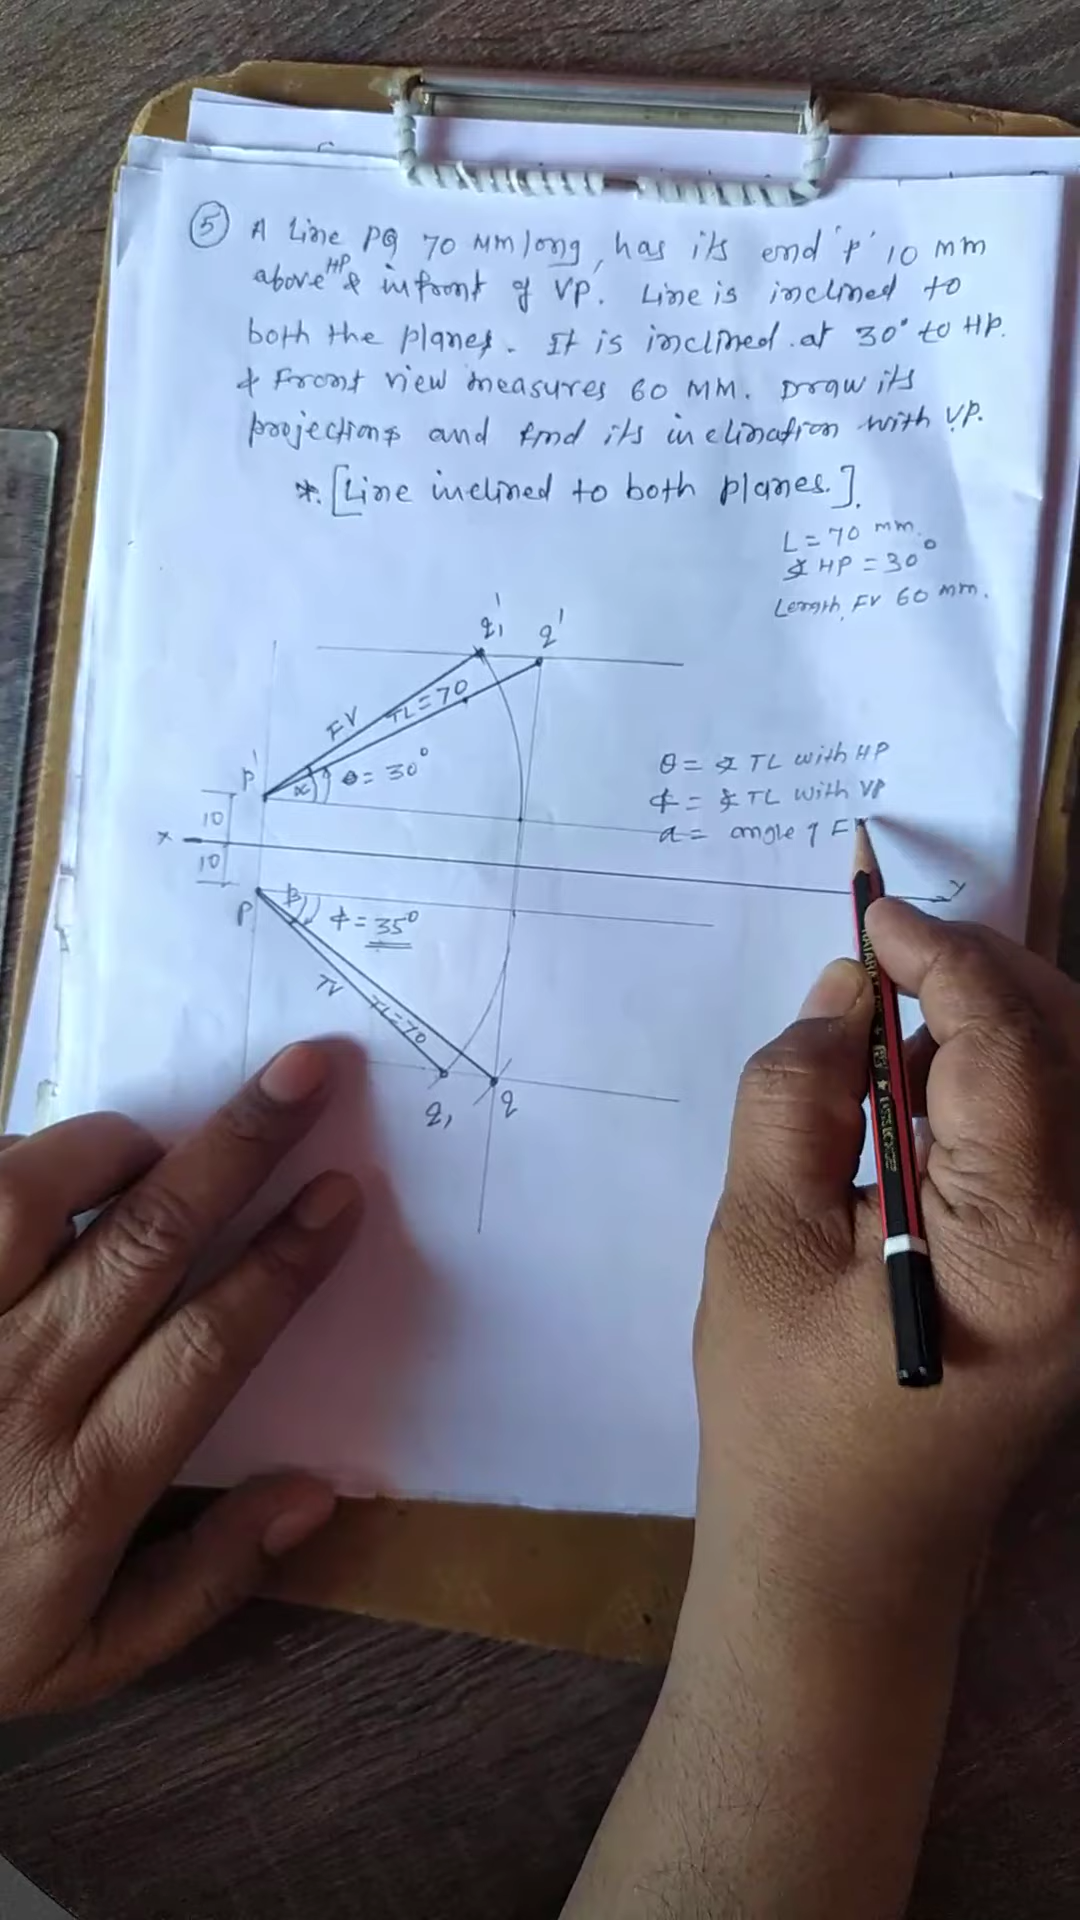 5 A Line PQ 70 MM long, has its end 'P' 10 mm
above HP & infront of VP. Line is inclined to
both the planes. It is inclined at 30° to HP.
& Front view measures 60 MM. Draw its
projections and find its inclination with VP.
*. [Line inclined to both planes.].
L = 70 mm.
∠ HP = 30°
Length FV 60 mm.
q1' q'
FV TL = 70
p' α θ = 30°
10
x
10
y
θ = ∠ TL with HP
ϕ = ∠ TL with VP
α = angle of F
p β ϕ = 35°
TV TL = 70
q1 q